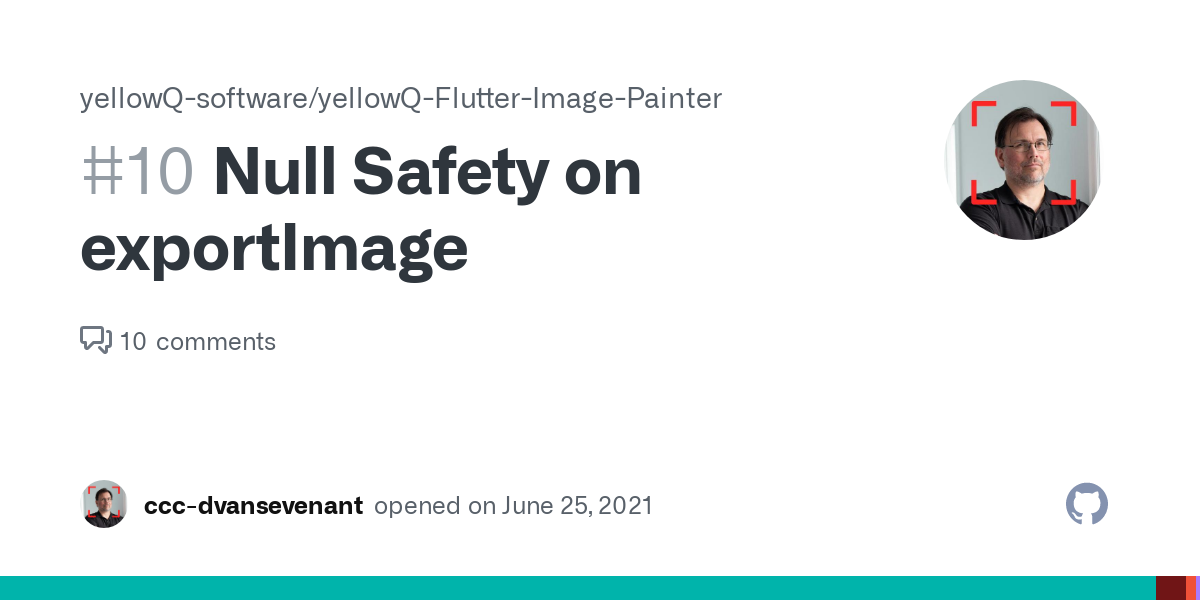 yellowQ-software/yellowQ-Flutter-Image-Painter
#10 Null Safety on
exportImage
10 comments
ccc-dvansevenant opened on June 25, 2021